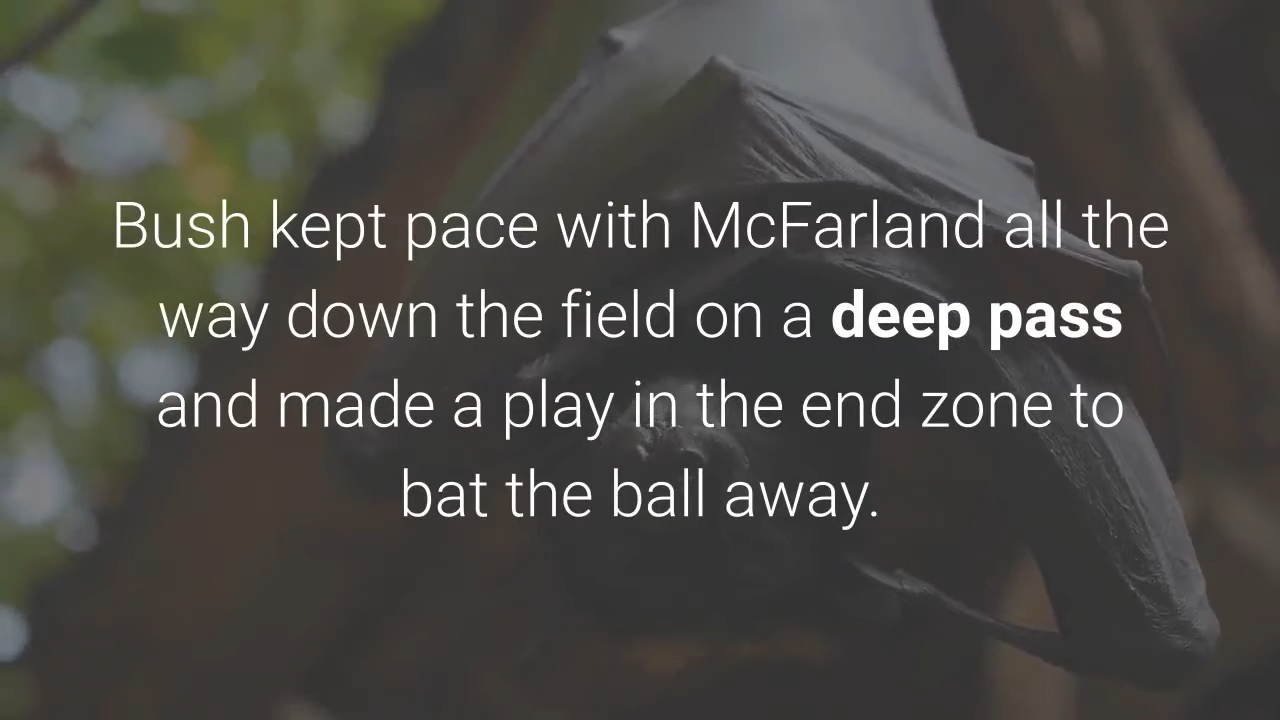 Bush kept pace with McFarland all the
way down the field on a deep pass
and made a play in the end zone to
bat the ball away.